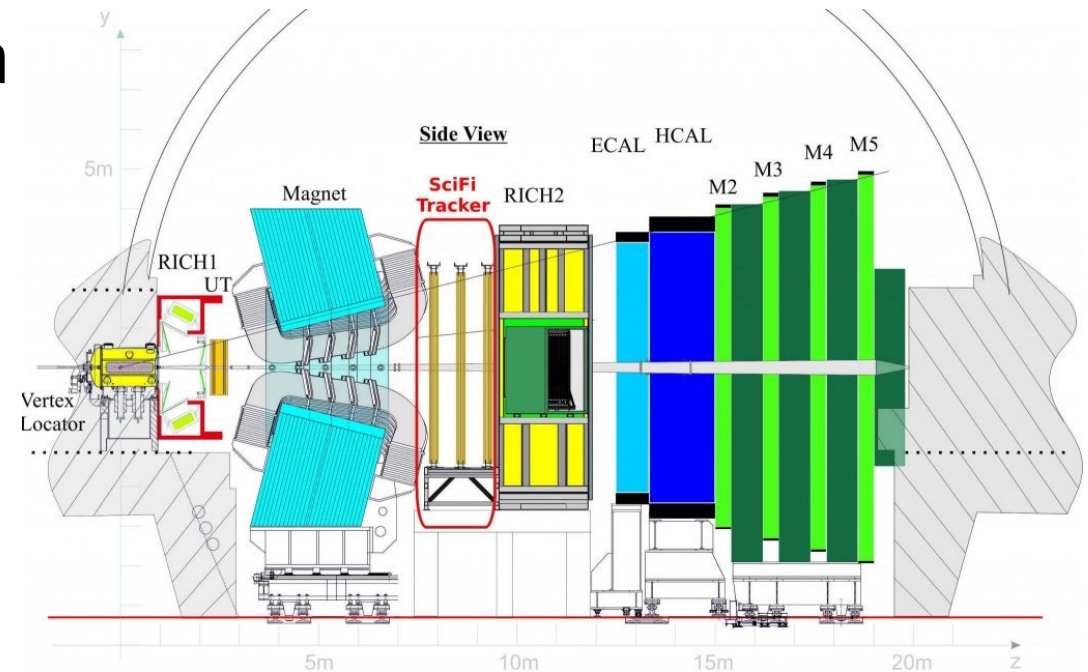 n
y
5m
Side View
ECAL
HCAL
M2
M3
M4
M5
Magnet
SciFi
Tracker
RICH2
RICH1
UT
Vertex
Locator
5m
10m
15m
20m
z